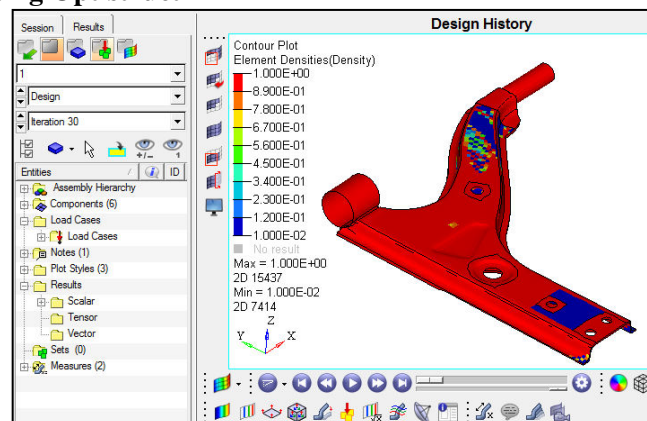 Design History
Session
Results
1
Design
Iteration 30
+/-
1
Entities
ID
Assembly Hierarchy
Components (6)
Load Cases
Load Cases
Notes (1)
Plot Styles (3)
Results
Scalar
Tensor
Vector
Sets (0)
Measures (2)
Contour Plot
Element Densities(Density)
1.000E+00
8.900E-01
7.800E-01
6.700E-01
5.600E-01
4.500E-01
3.400E-01
2.300E-01
1.200E-01
1.000E-02
No result
Max = 1.000E+00
2D 15437
Min = 1.000E-02
2D 7414
Z
Y
X